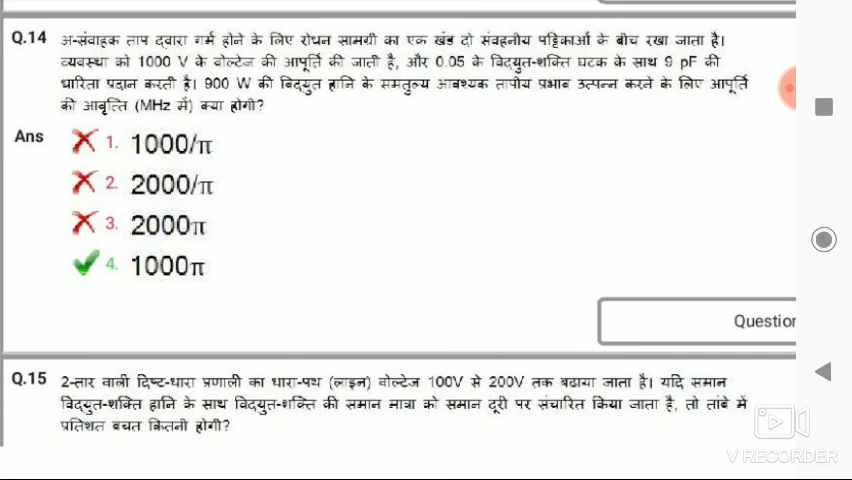 Q.14 अ-संवाहक ताप द्वारा गर्म होने के लिए रोधन सामग्री का एक खंड दो संवहनीय पट्टिकाओं के बीच रखा जाता है।
व्यवस्था को 1000 V के वोल्टेज की आपूर्ति की जाती है, और 0.05 के विद्युत-शक्ति घटक के साथ 9 pF की
धारिता प्रदान करती है। 900 W की विद्युत हानि के समतुल्य आवश्यक तापीय प्रभाव उत्पन्न करने के लिए आपूर्ति
की आवृत्ति (MHz में) क्या होगी?
Ans 1. 1000/π
2. 2000/π
3. 2000π
4. 1000π
Question
Q.15 2-तार वाली दिष्ट-धारा प्रणाली का धारा-पथ (लाइन) वोल्टेज 100V से 200V तक बढाया जाता है। यदि समान
विद्युत-शक्ति हानि के साथ विद्युत-शक्ति की समान मात्रा को समान दूरी पर संचारित किया जाता है, तो तांबे में
प्रतिशत बचत कितनी होगी?
V RECORDER